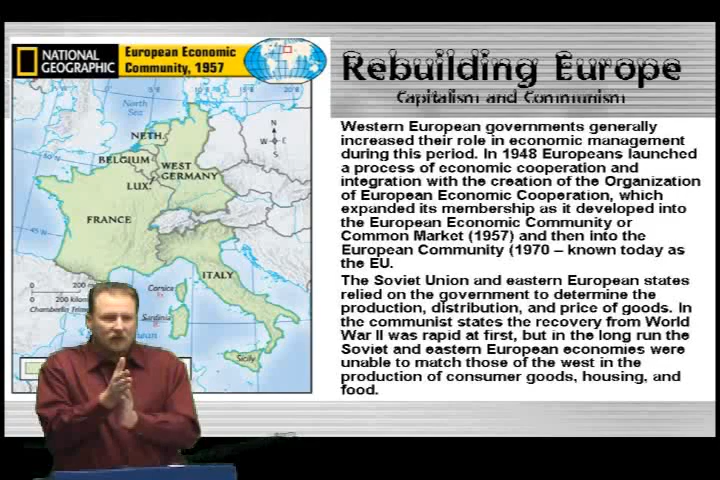 NATIONAL
GEOGRAPHIC
European Economic
Community, 1957
North
Sea
NETH.
BELGIUM
WEST
GERMANY
LUX.
FRANCE
ITALY
Corsica
Sardinia
Sicily
N
W
E
S
0
200
0
200
Rebuilding Europe
Capitalism and Communism
Western European governments generally
increased their role in economic management
during this period. In 1948 Europeans launched
a process of economic cooperation and
integration with the creation of the Organization
of European Economic Cooperation, which
expanded its membership as it developed into
the European Economic Community or
Common Market (1957) and then into the
European Community (1970 – known today as
the EU.
The Soviet Union and eastern European states
relied on the government to determine the
production, distribution, and price of goods. In
the communist states the recovery from World
War II was rapid at first, but in the long run the
Soviet and eastern European economies were
unable to match those of the west in the
production of consumer goods, housing, and
food.